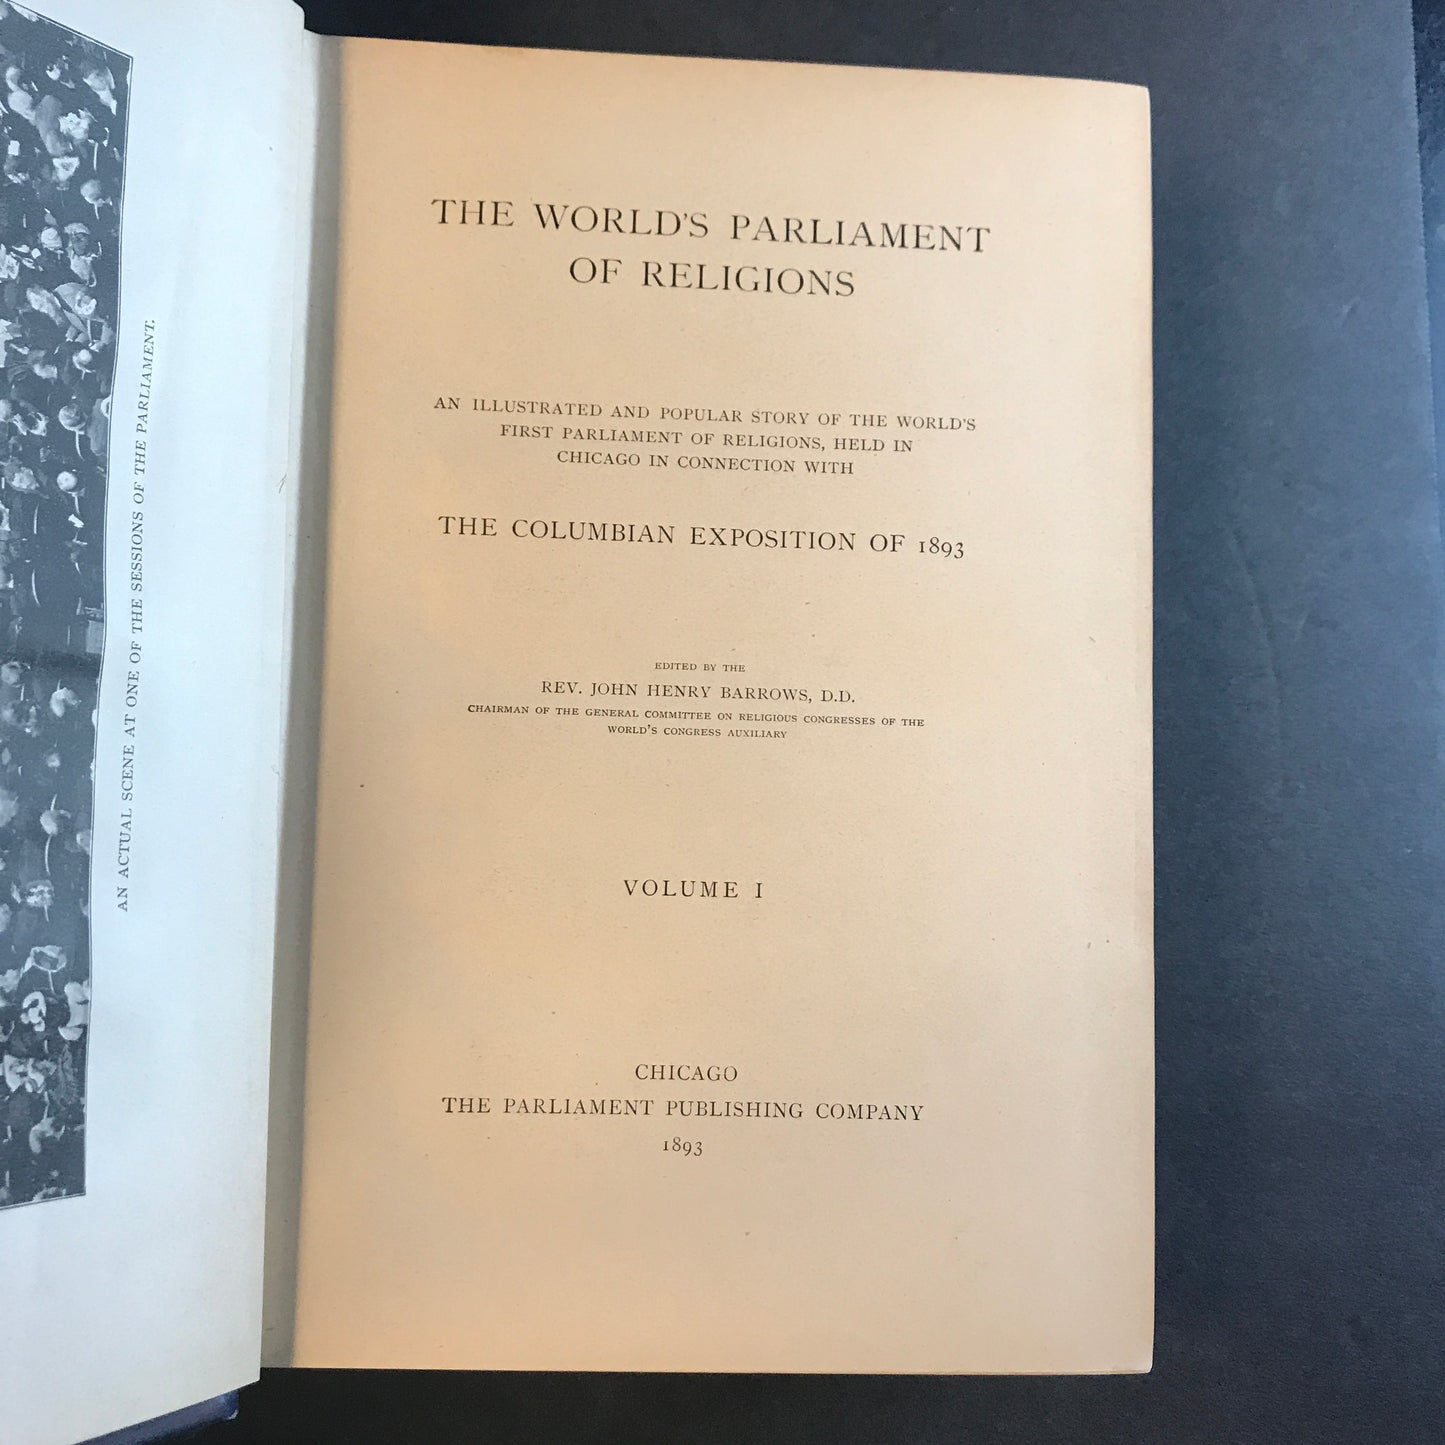 AN ACTUAL SCENE AT ONE OF THE SESSIONS OF THE PARLIAMENT.
THE WORLD'S PARLIAMENT
OF RELIGIONS
AN ILLUSTRATED AND POPULAR STORY OF THE WORLD'S
FIRST PARLIAMENT OF RELIGIONS, HELD IN
CHICAGO IN CONNECTION WITH
THE COLUMBIAN EXPOSITION OF 1893
EDITED BY THE
REV. JOHN HENRY BARROWS, D.D.
CHAIRMAN OF THE GENERAL COMMITTEE ON RELIGIOUS CONGRESSES OF THE
WORLD'S CONGRESS AUXILIARY
VOLUME I
CHICAGO
THE PARLIAMENT PUBLISHING COMPANY
1893